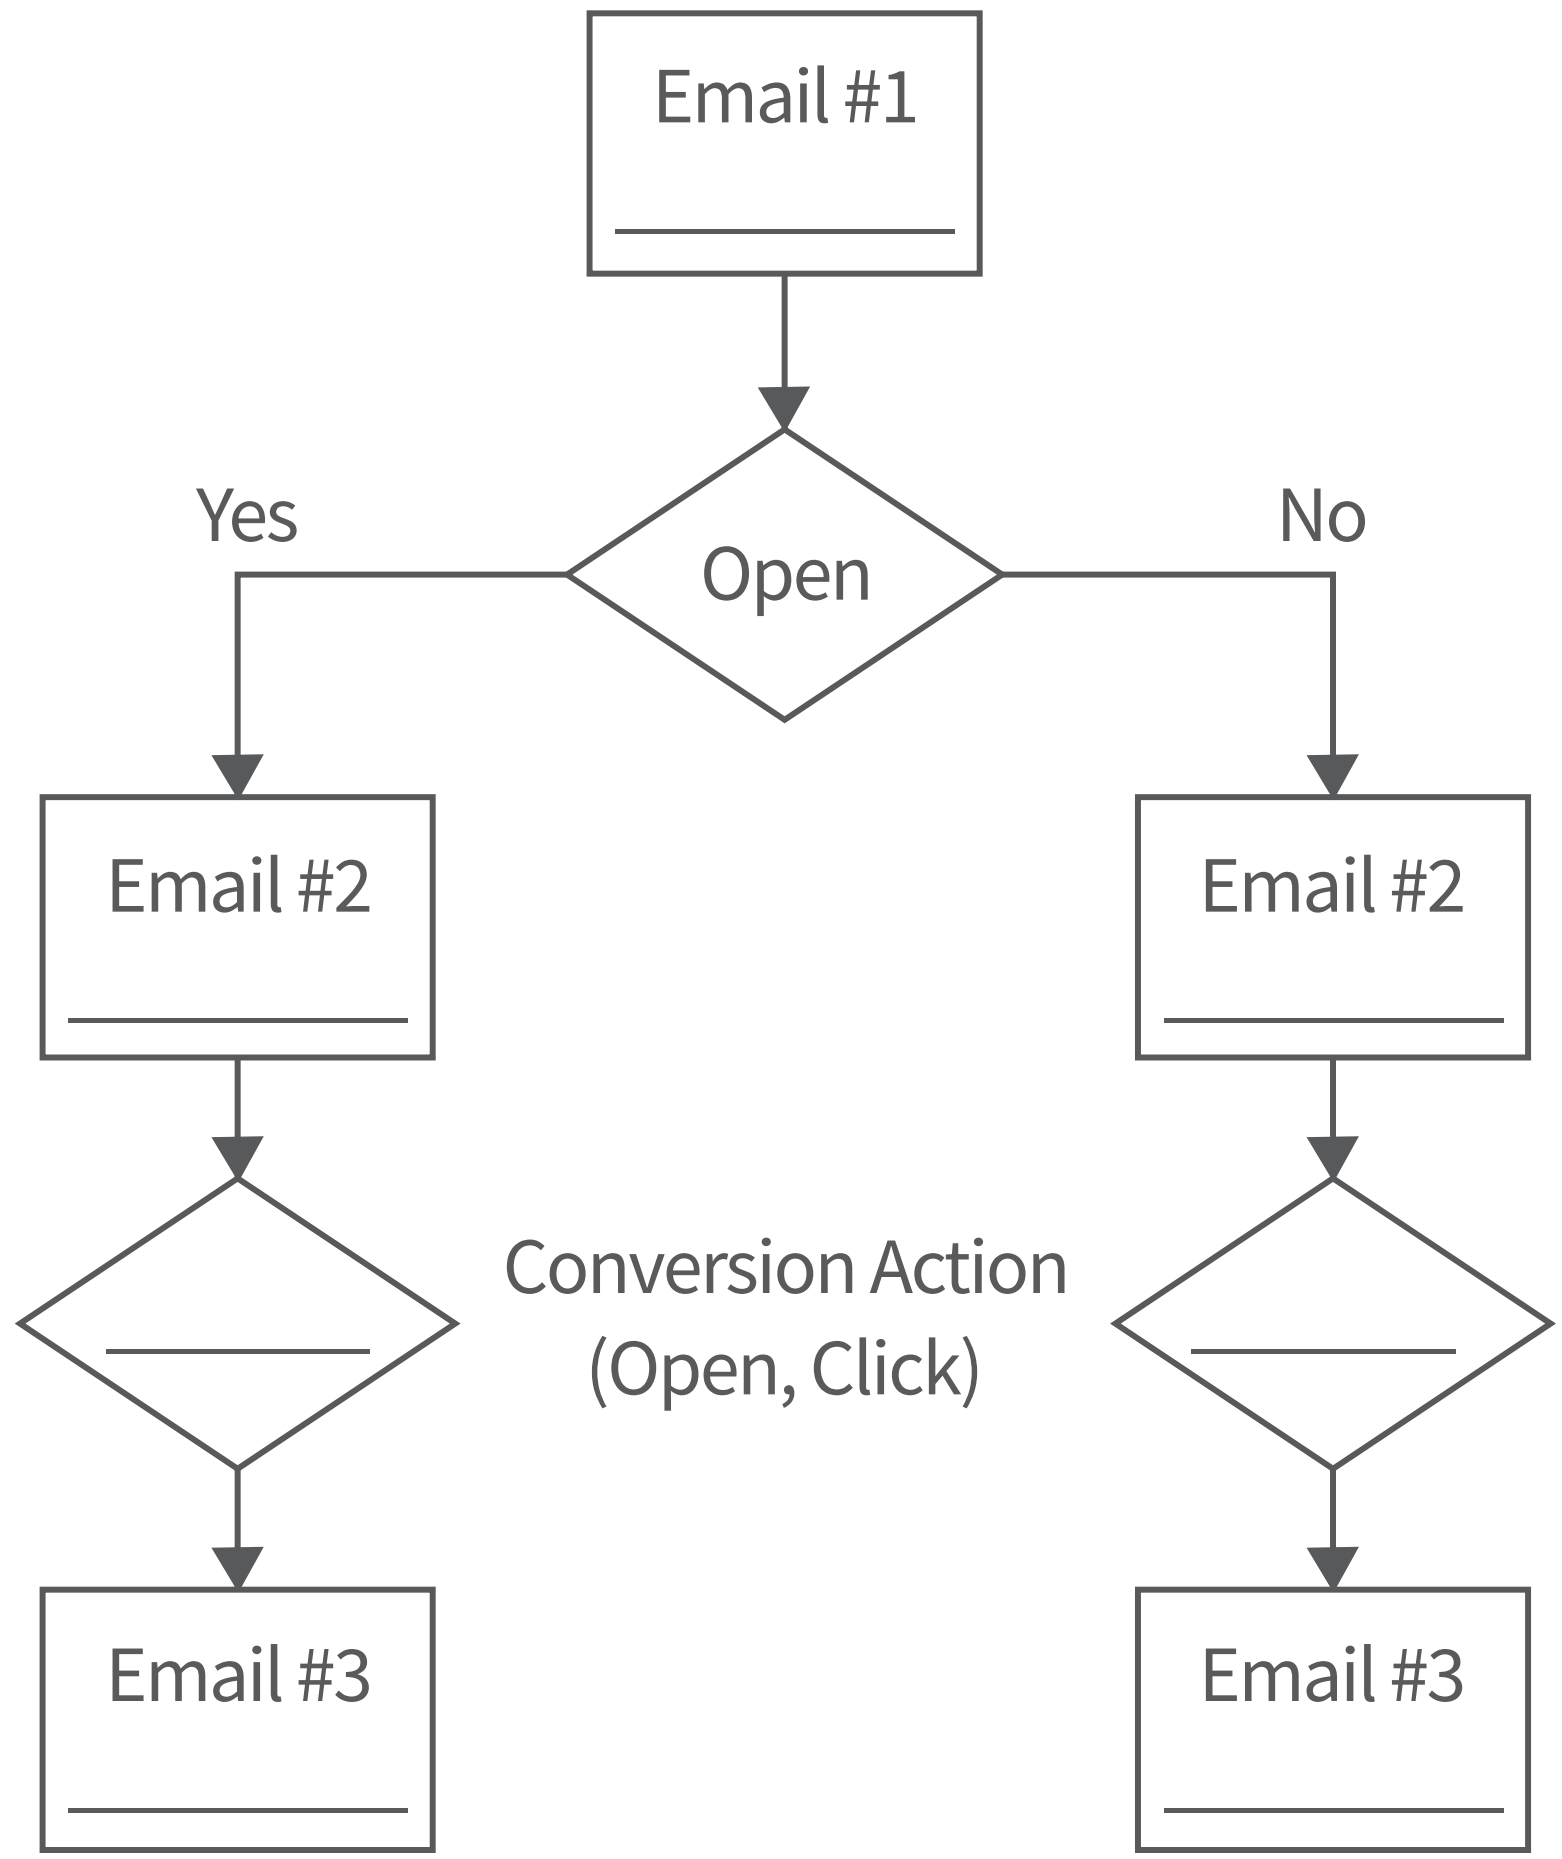 Email #1
Open
Yes
No
Email #2
Email #2
Conversion Action
(Open, Click)
Email #3
Email #3